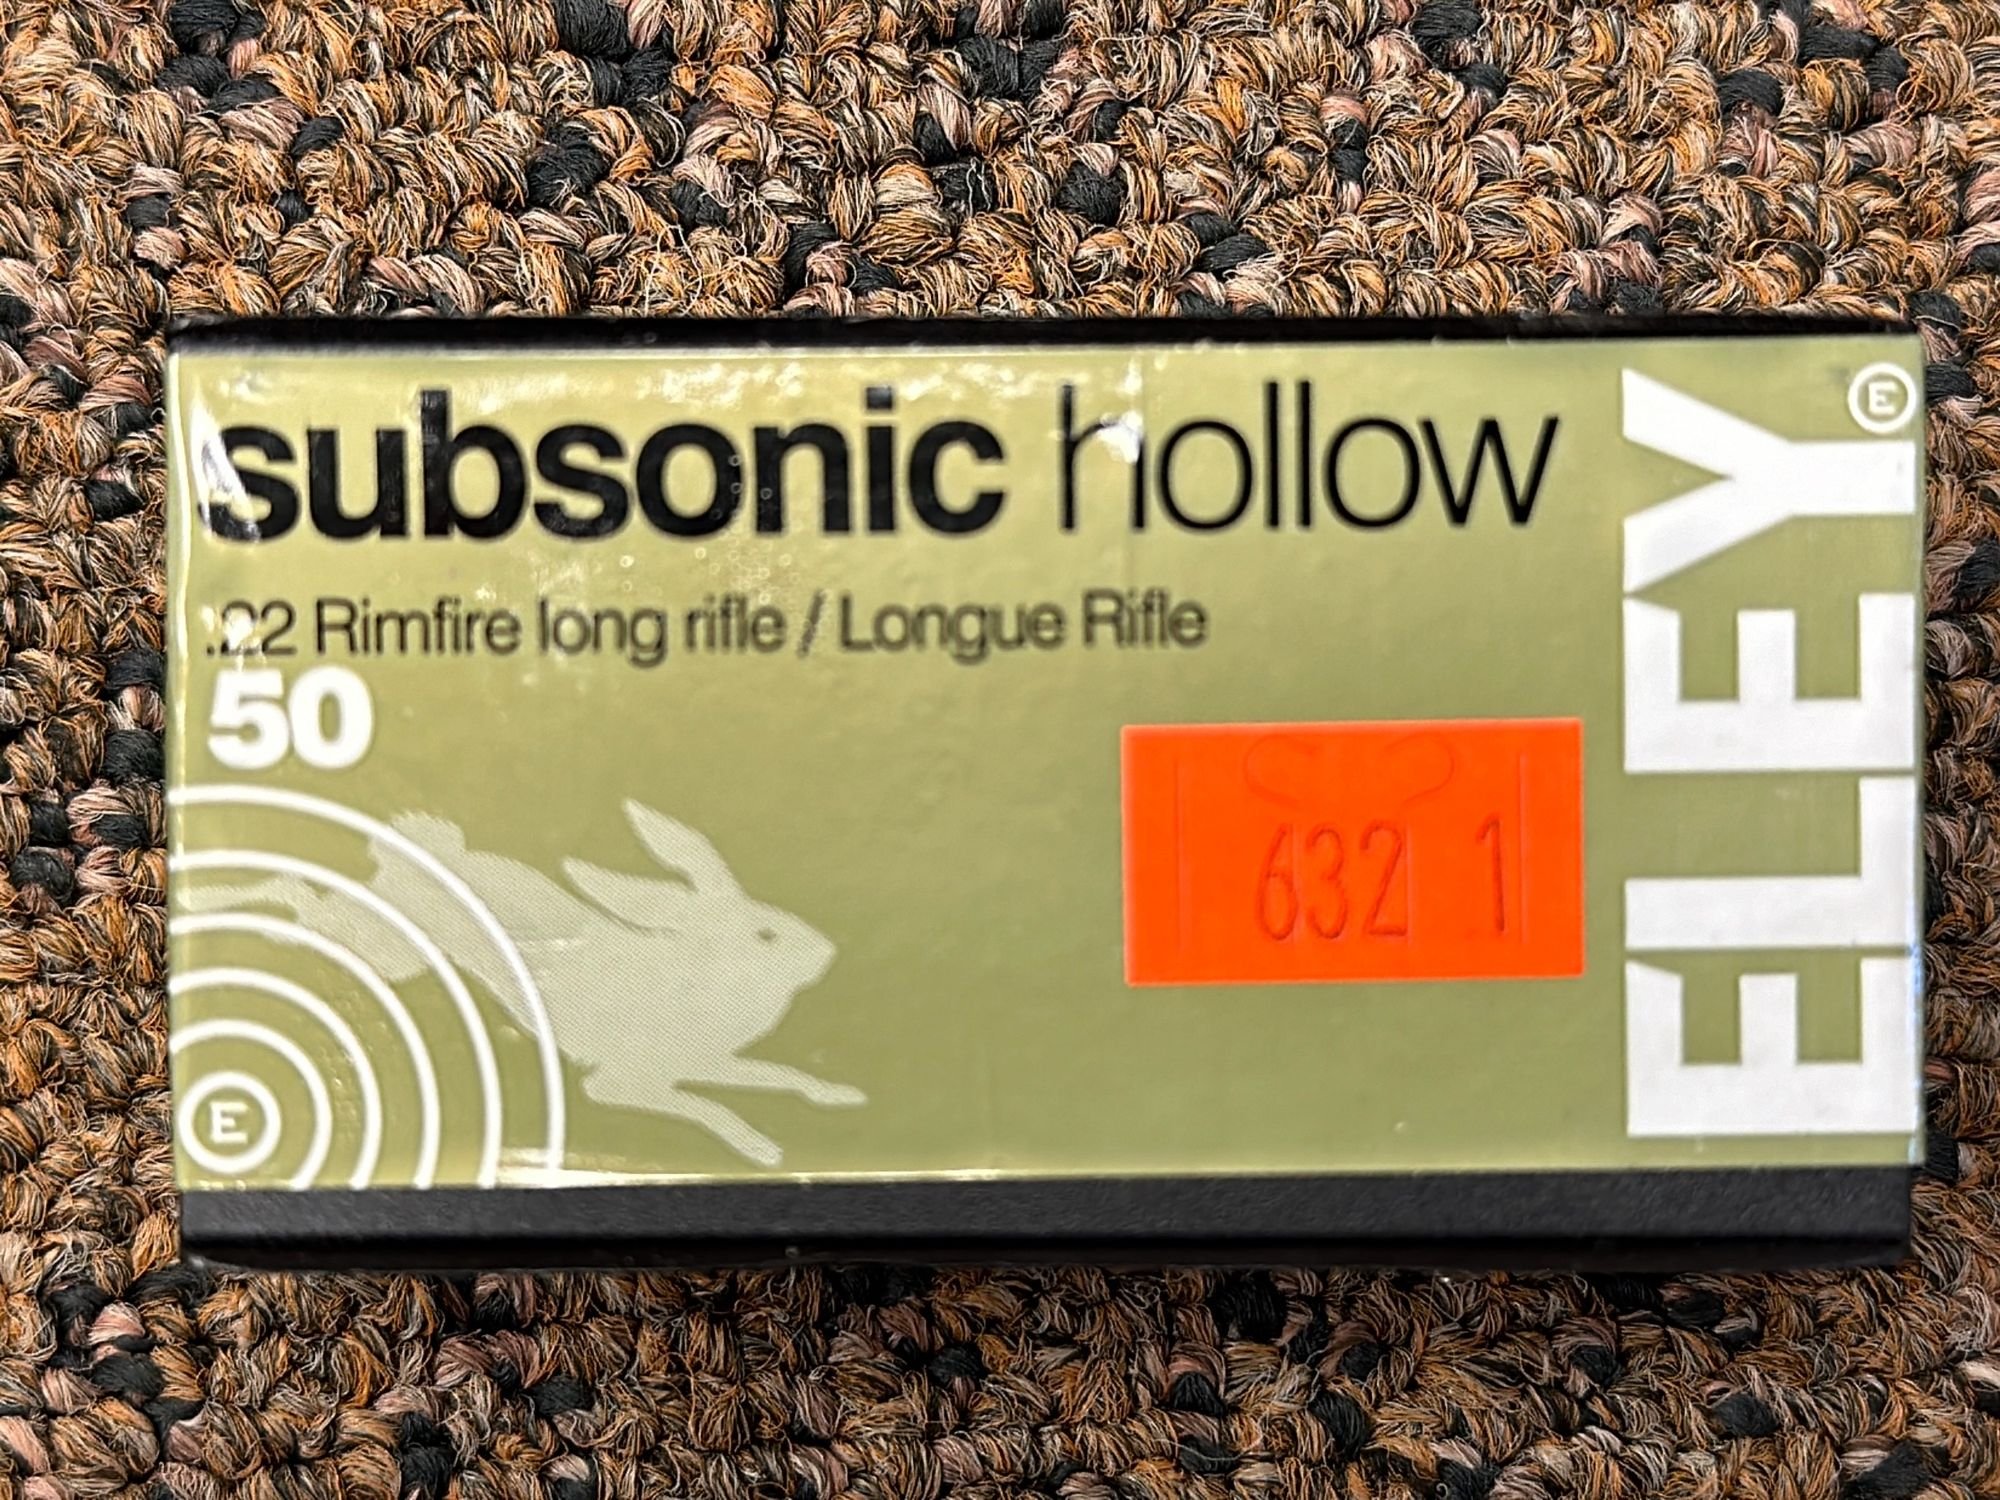 subsonic hollow
.22 Rimfire long rifle / Longue Rifle
50
632 1
E
ELEY
E